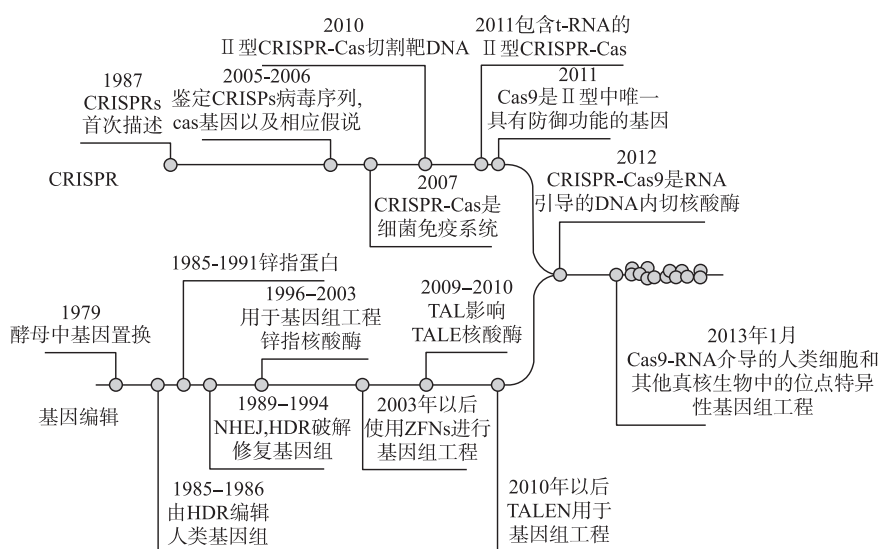 2010
Ⅱ型CRISPR-Cas切割靶DNA
2011包含t-RNA的
Ⅱ型CRISPR-Cas
1987
CRISPRs
首次描述
2005-2006
鉴定CRISPs病毒序列,
cas基因以及相应假说
2011
Cas9是Ⅱ型中唯一
具有防御功能的基因
CRISPR
2007
CRISPR-Cas是
细菌免疫系统
2012
CRISPR-Cas9是RNA
引导的DNA内切核酸酶
1985-1991锌指蛋白
1979
酵母中基因置换
1996–2003
用于基因组工程
锌指核酸酶
2009–2010
TAL影响
TALE核酸酶
2013年1月
Cas9-RNA介导的人类细胞和
其他真核生物中的位点特异
性基因组工程
基因编辑
1989–1994
NHEJ,HDR破解
修复基因组
2003年以后
使用ZFNs进行
基因组工程
1985–1986
由HDR编辑
人类基因组
2010年以后
TALEN用于
基因组工程